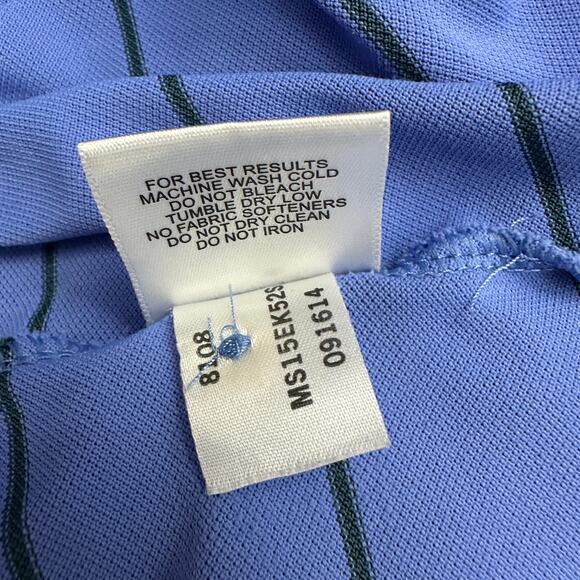 FOR BEST RESULTS
MACHINE WASH COLD
DO NOT BLEACH
TUMBLE DRY LOW
NO FABRIC SOFTENERS
DO NOT DRY CLEAN
DO NOT IRON
8108
MS15EK52S
091614